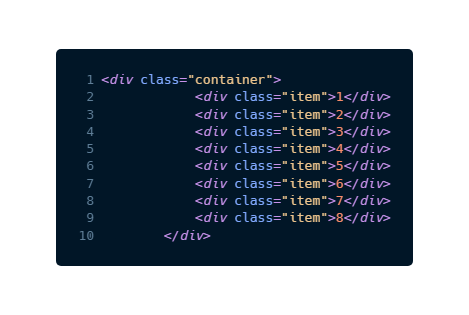 1 <div class="container">
2             <div class="item">1</div>
3             <div class="item">2</div>
4             <div class="item">3</div>
5             <div class="item">4</div>
6             <div class="item">5</div>
7             <div class="item">6</div>
8             <div class="item">7</div>
9             <div class="item">8</div>
10         </div>